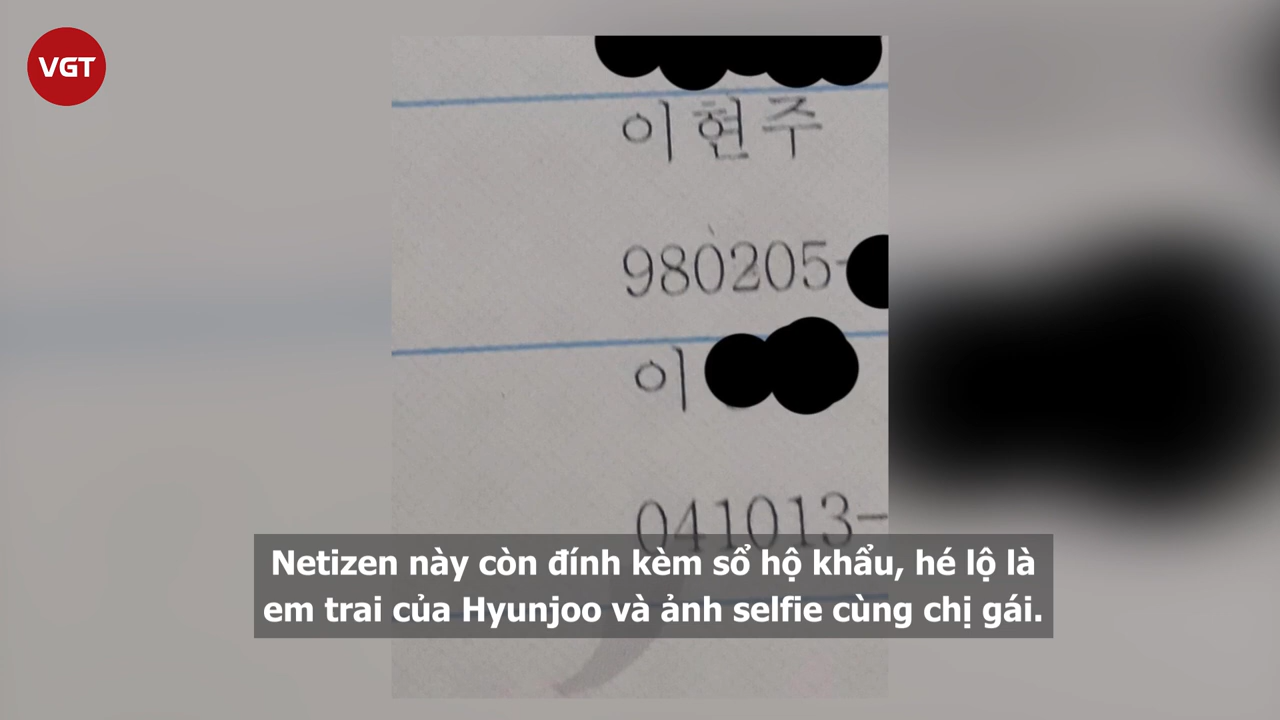 VGT
이현주
980205-
이
041013-
Netizen này còn đính kèm sổ hộ khẩu, hé lộ là
em trai của Hyunjoo và ảnh selfie cùng chị gái.